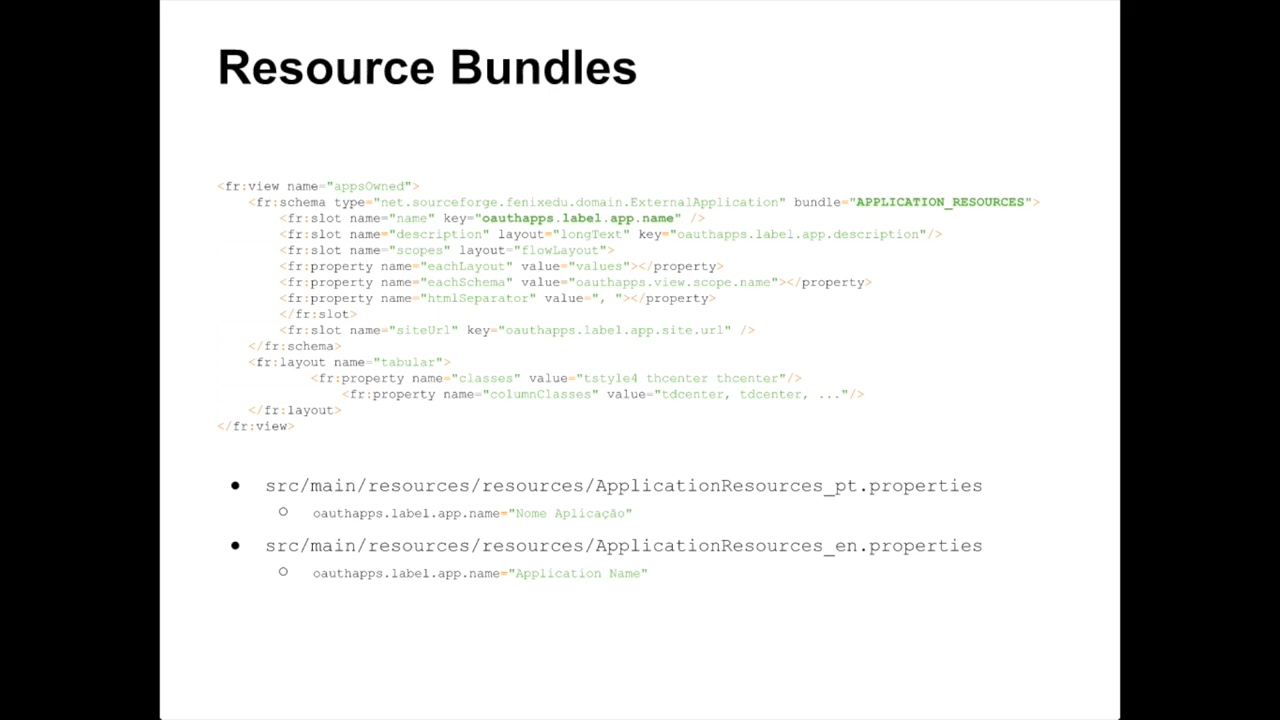 Resource Bundles
<fr:view name="appsOwned">
<fr:schema type="net.sourceforge.fenixedu.domain.ExternalApplication" bundle="APPLICATION_RESOURCES">
<fr:slot name="name" key="oauthapps.label.app.name" />
<fr:slot name="description" layout="longText" key="oauthapps.label.app.description"/>
<fr:slot name="scopes" layout="flowLayout">
<fr:property name="eachLayout" value="values"></property>
<fr:property name="eachSchema" value="oauthapps.view.scope.name"></property>
<fr:property name="htmlSeparator" value=", "></property>
</fr:slot>
<fr:slot name="siteUrl" key="oauthapps.label.app.site.url" />
</fr:schema>
<fr:layout name="tabular">
<fr:property name="classes" value="tstyle4 thcenter thcenter"/>
<fr:property name="columnClasses" value="tdcenter, tdcenter, ..."/>
</fr:layout>
</fr:view>
● src/main/resources/resources/ApplicationResources_pt.properties
○ oauthapps.label.app.name="Nome Aplicação"
● src/main/resources/resources/ApplicationResources_en.properties
○ oauthapps.label.app.name="Application Name"